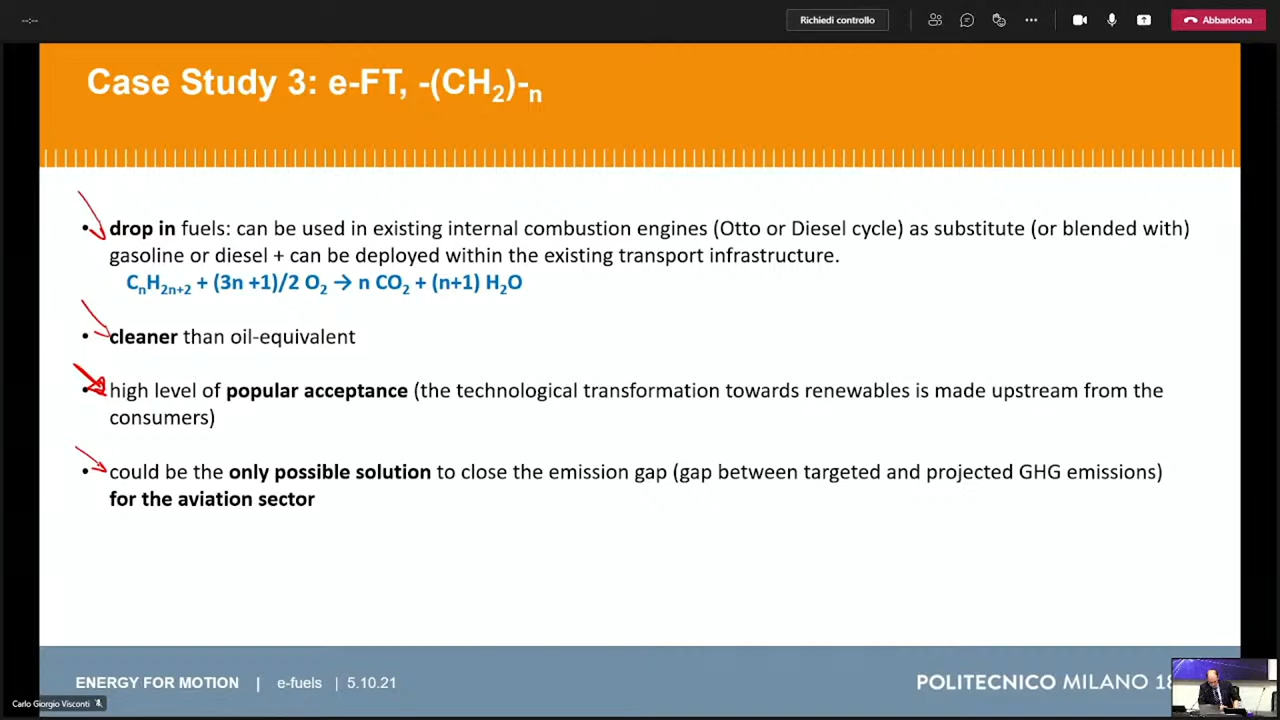 --:--
Richiedi controllo
Abbandona
Case Study 3: e-FT, -(CH2)-n
• drop in fuels: can be used in existing internal combustion engines (Otto or Diesel cycle) as substitute (or blended with)
gasoline or diesel + can be deployed within the existing transport infrastructure.
CnH2n+2 + (3n +1)/2 O2 → n CO2 + (n+1) H2O
• cleaner than oil-equivalent
• high level of popular acceptance (the technological transformation towards renewables is made upstream from the
consumers)
• could be the only possible solution to close the emission gap (gap between targeted and projected GHG emissions)
for the aviation sector
ENERGY FOR MOTION | e-fuels | 5.10.21
POLITECNICO MILANO 18
Carlo Giorgio Visconti